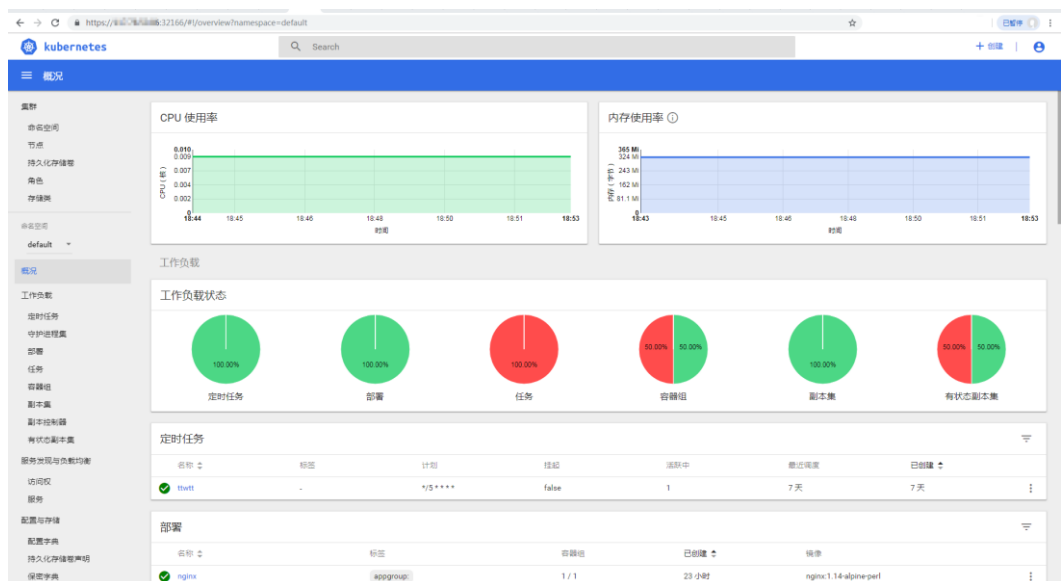 :32166/#!/overview?namespace=default
已暂停
kubernetes
Search
创建
概况
集群
命名空间
节点
持久化存储卷
角色
存储类
命名空间
default
概况
工作负载
定时任务
守护进程集
部署
任务
容器组
副本集
副本控制器
有状态副本集
服务发现与负载均衡
访问权
服务
配置与存储
配置字典
持久化存储卷声明
保密字典
CPU 使用率
CPU (核)
0.010
0.009
0.007
0.004
0.002
0
18:44 18:45 18:46 18:48 18:50 18:51 18:53
时间
内存使用率
内存 (字节)
365 Mi
324 Mi
243 Mi
162 Mi
81.1 Mi
0
18:43 18:45 18:46 18:48 18:50 18:51 18:53
时间
工作负载
工作负载状态
100.00% 100.00% 100.00% 50.00% 50.00% 100.00% 50.00% 50.00%
定时任务 部署 任务 容器组 副本集 有状态副本集
定时任务
名称 标签 计划 挂起 活跃中 最近调度 已创建
ttwtt - */5 * * * * false 1 7 天 7 天
部署
名称 标签 容器组 已创建 镜像
nginx appgroup: 1 / 1 23 小时 nginx:1.14-alpine-perl